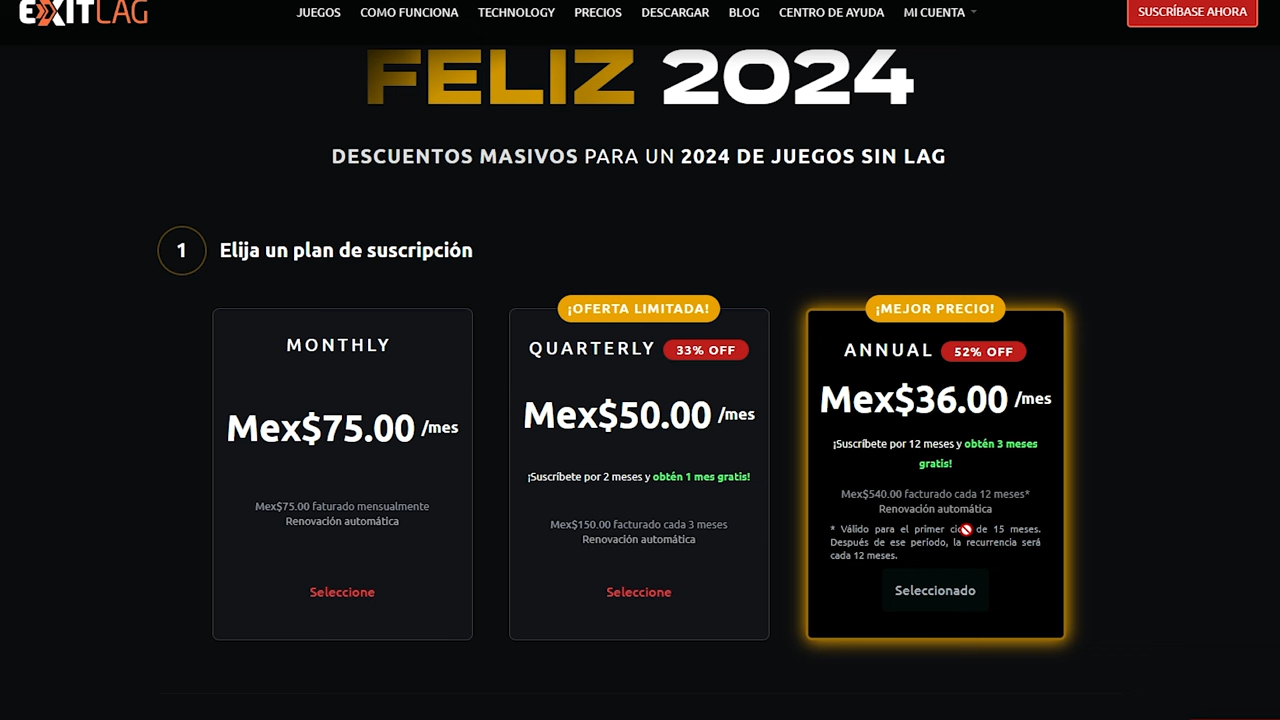 EXITLAG
JUEGOS COMO FUNCIONA TECHNOLOGY PRECIOS DESCARGAR BLOG CENTRO DE AYUDA MI CUENTA SUSCRÍBASE AHORA
FELIZ 2024
DESCUENTOS MASIVOS PARA UN 2024 DE JUEGOS SIN LAG
1 Elija un plan de suscripción
MONTHLY
Mex$75.00 /mes
Mex$75.00 faturado mensualmente
Renovación automática
Seleccione
¡OFERTA LIMITADA!
QUARTERLY 33% OFF
Mex$50.00 /mes
¡Suscríbete por 2 meses y obtén 1 mes gratis!
Mex$150.00 facturado cada 3 meses
Renovación automática
Seleccione
¡MEJOR PRECIO!
ANNUAL 52% OFF
Mex$36.00 /mes
¡Suscríbete por 12 meses y obtén 3 meses
gratis!
Mex$540.00 facturado cada 12 meses*
Renovación automática
* Válido para el primer de 15 meses.
Después de ese período, la recurrencia será
cada 12 meses.
Seleccionado